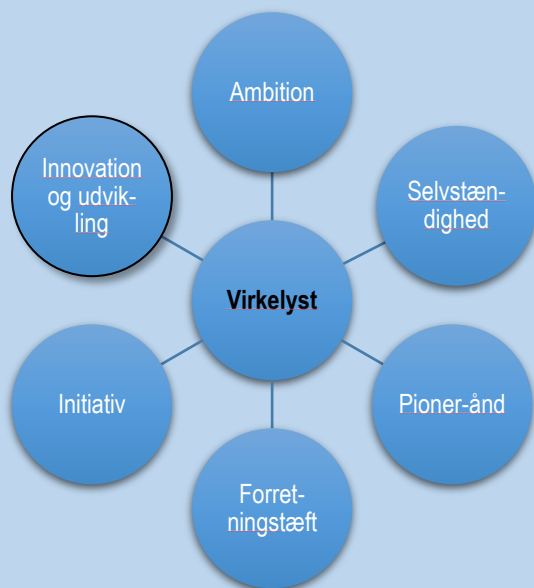 Ambition
Innovation
og udvik-
ling
Selvstæn-
dighed
Virkelyst
Initiativ
Pioner-ånd
Forret-
ningstæft